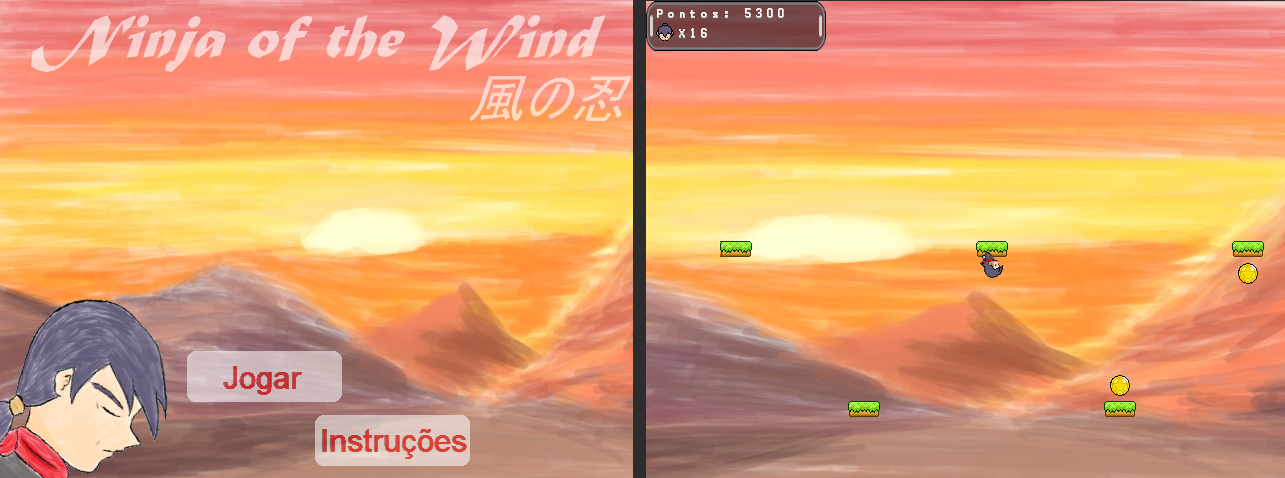 Ninja of the Wind
風の忍
Jogar
Instruções
Pontos: 5300
X16